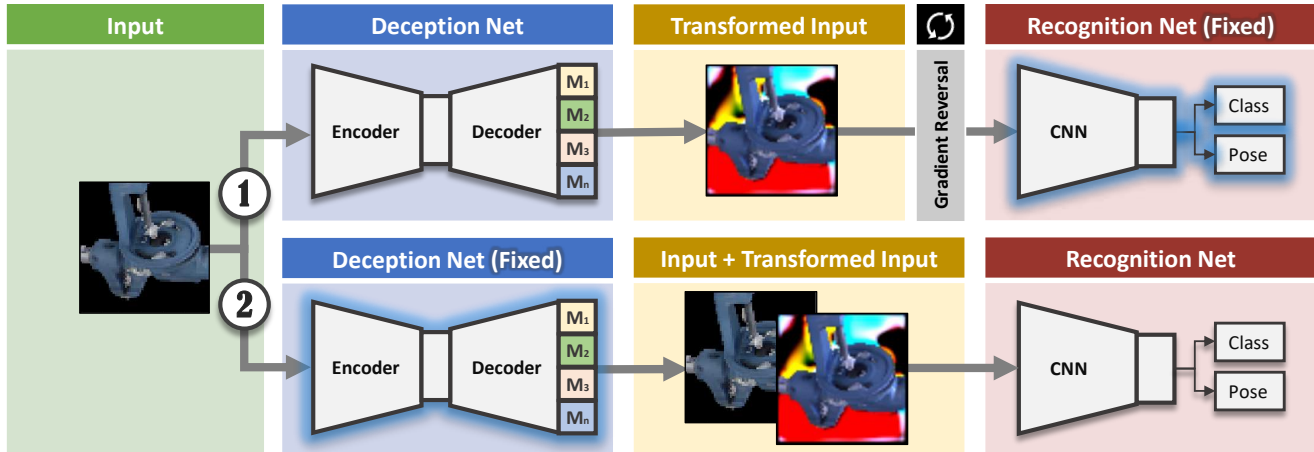 Input
Deception Net
Transformed Input
Recognition Net (Fixed)
Encoder
Decoder
M1
M2
M3
Mn
Gradient Reversal
CNN
Class
Pose
1
2
Deception Net (Fixed)
Input + Transformed Input
Recognition Net
Encoder
Decoder
M1
M2
M3
Mn
CNN
Class
Pose